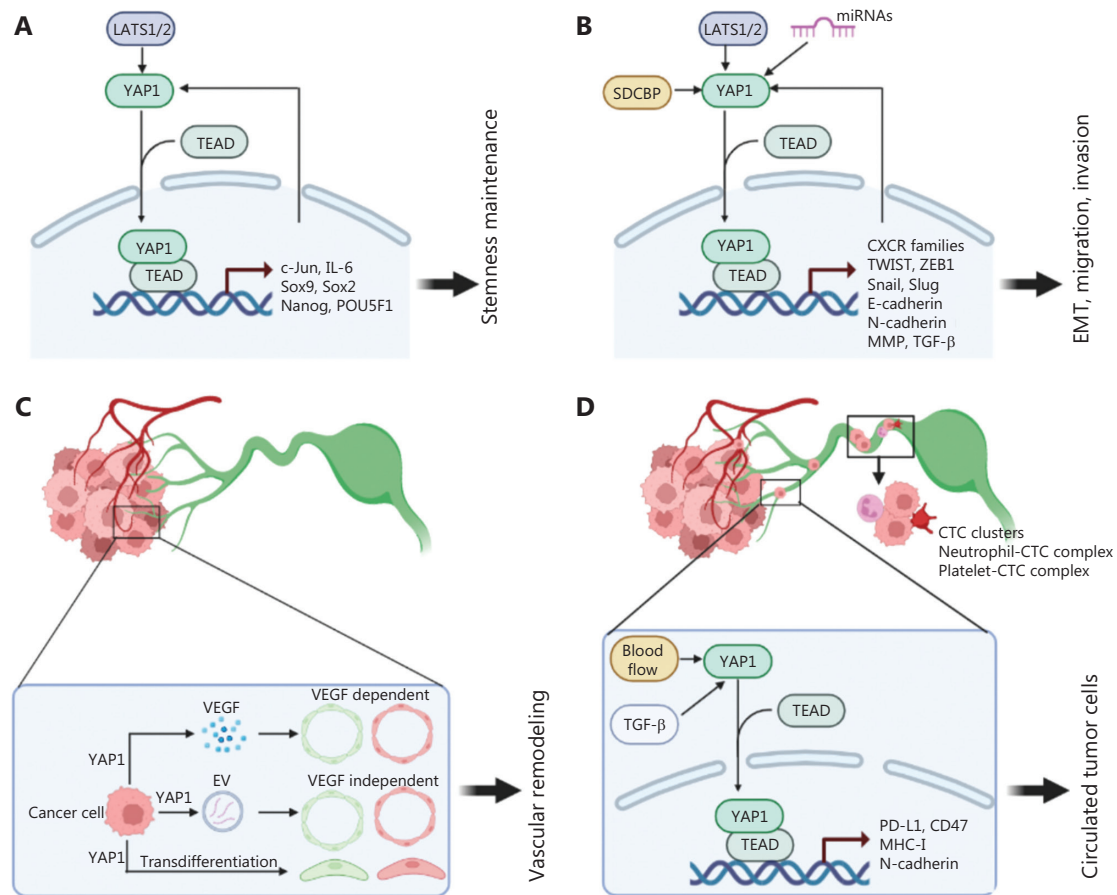 A
LATS1/2
YAP1
TEAD
YAP1
TEAD
c-Jun, IL-6
Sox9, Sox2
Nanog, POU5F1
Stemness maintenance
B
LATS1/2
miRNAs
SDCBP
YAP1
TEAD
YAP1
TEAD
CXCR families
TWIST, ZEB1
Snail, Slug
E-cadherin
N-cadherin
MMP, TGF-β
EMT, migration, invasion
C
VEGF
VEGF dependent
YAP1
EV
VEGF independent
Cancer cell
YAP1
YAP1
Transdifferentiation
Vascular remodeling
D
CTC clusters
Neutrophil-CTC complex
Platelet-CTC complex
Blood
flow
YAP1
TGF-β
TEAD
YAP1
TEAD
PD-L1, CD47
MHC-I
N-cadherin
Circulated tumor cells